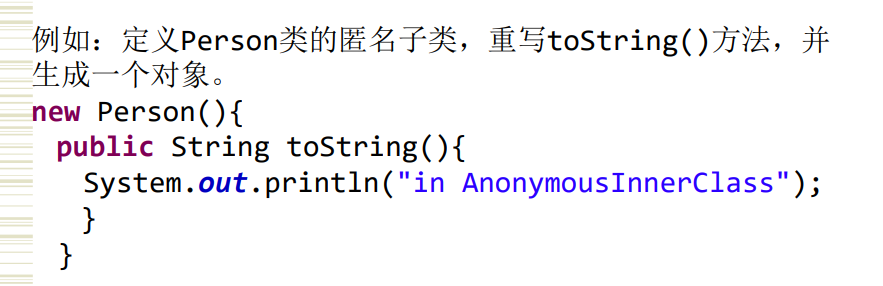 例如：定义Person类的匿名子类，重写toString()方法，并
生成一个对象。
new Person(){
public String toString(){
System.out.println("in AnonymousInnerClass");
}
}